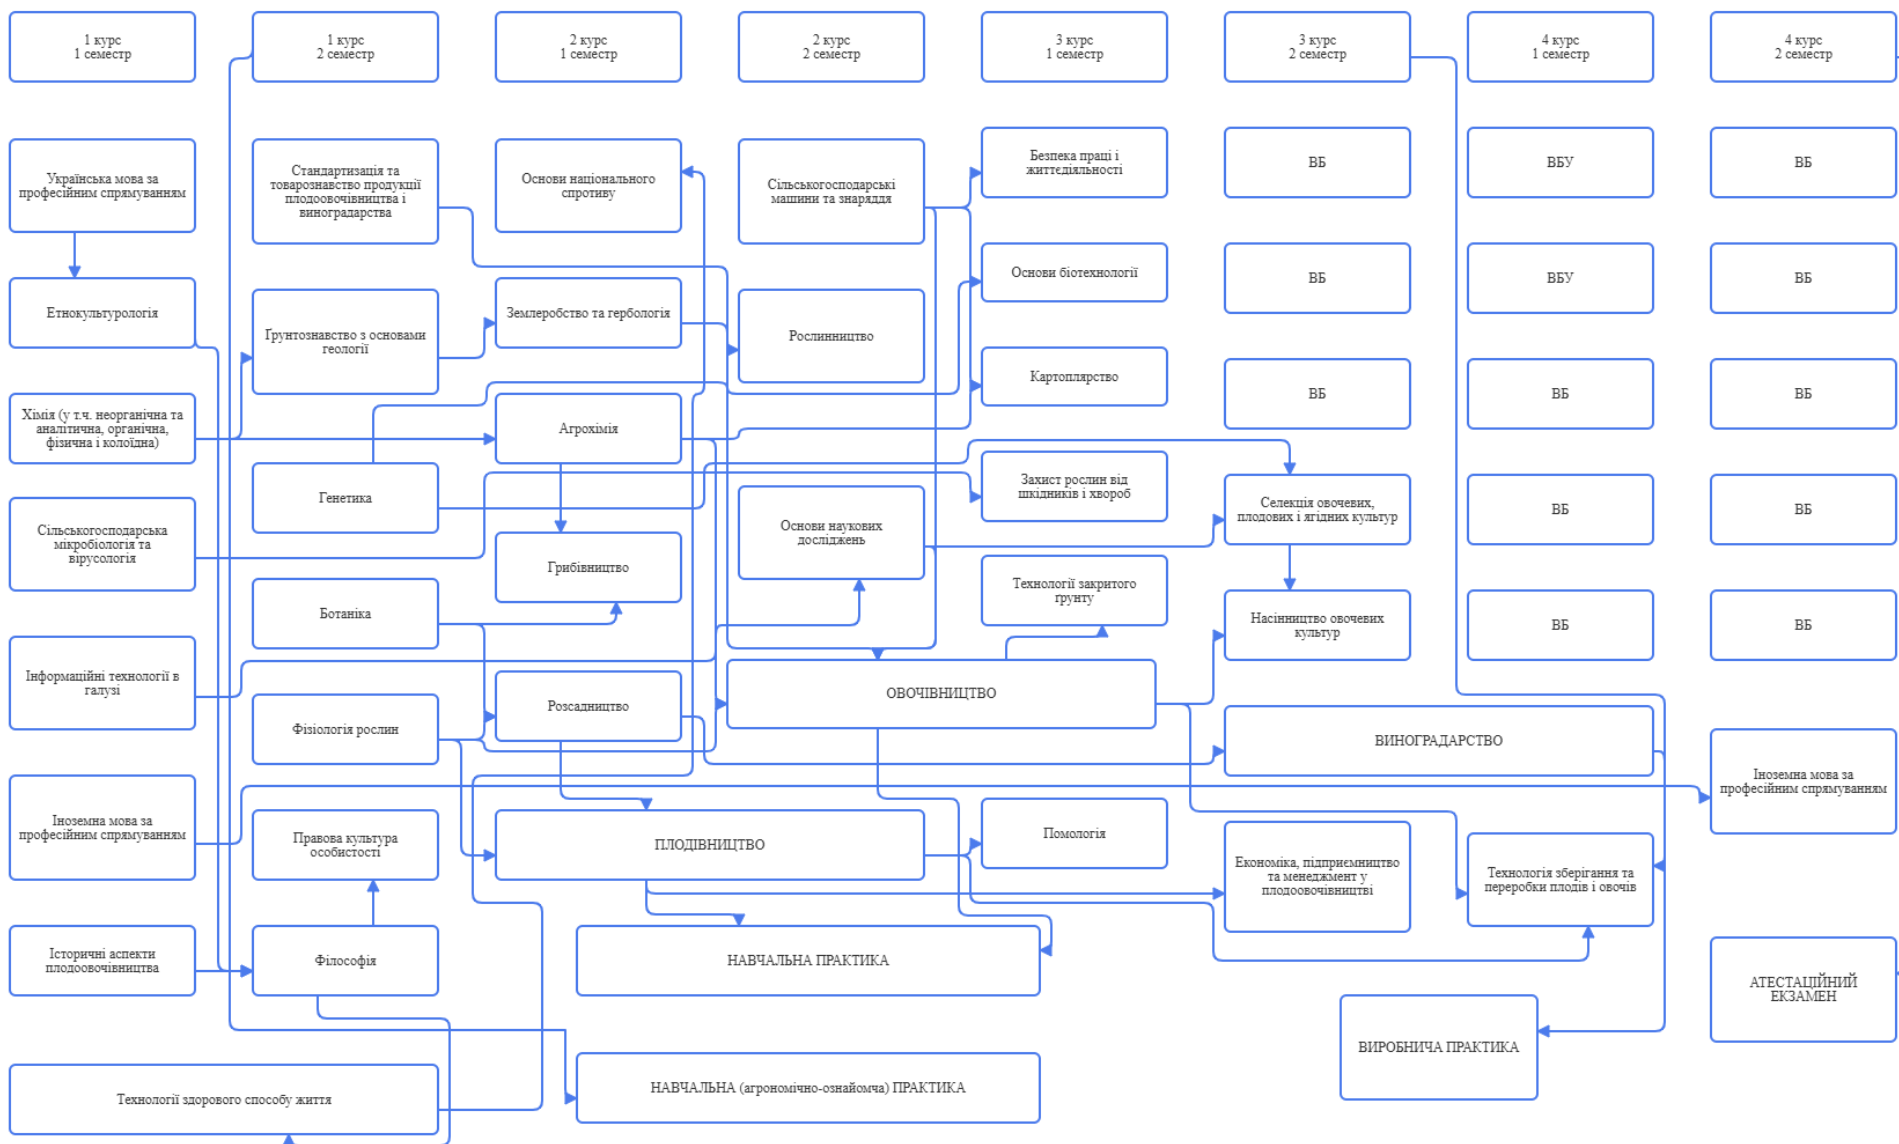 1 курс
1 семестр
1 курс
2 семестр
2 курс
1 семестр
2 курс
2 семестр
3 курс
1 семестр
3 курс
2 семестр
4 курс
1 семестр
4 курс
2 семестр
Українська мова за
професійним спрямуванням
Етнокультурологія
Хімія (у т.ч. неорганічна та
аналітична, органічна,
фізична і колоїдна)
Сільськогосподарська
мікробіологія та
вірусологія
Інформаційні технології в
галузі
Іноземна мова за
професійним спрямуванням
Історичні аспекти
плодоовочівництва
Технології здорового способу життя
Стандартизація та
товарознавство продукції
плодоовочівництва і
виноградарства
Ґрунтознавство з основами
геології
Генетика
Ботаніка
Фізіологія рослин
Правова культура
особистості
Філософія
Основи національного
спротиву
Землеробство та гербологія
Агрохімія
Грибівництво
Розсадництво
ПЛОДІВНИЦТВО
НАВЧАЛЬНА ПРАКТИКА
НАВЧАЛЬНА (агрономічно-ознайомча) ПРАКТИКА
Сільськогосподарські
машини та знаряддя
Рослинництво
Основи наукових
досліджень
ОВОЧІВНИЦТВО
Безпека праці і
життєдіяльності
Основи біотехнології
Картоплярство
Захист рослин від
шкідників і хвороб
Технології закритого
ґрунту
Помологія
ВБ
ВБ
ВБ
Селекція овочевих,
плодових і ягідних культур
Насінництво овочевих
культур
ВИНОГРАДАРСТВО
Економіка, підприємництво
та менеджмент у
плодоовочівництві
ВИРОБНИЧА ПРАКТИКА
ВБУ
ВБУ
ВБ
ВБ
ВБ
Технологія зберігання та
переробки плодів і овочів
ВБ
ВБ
ВБ
ВБ
ВБ
Іноземна мова за
професійним спрямуванням
АТЕСТАЦІЙНИЙ
ЕКЗАМЕН